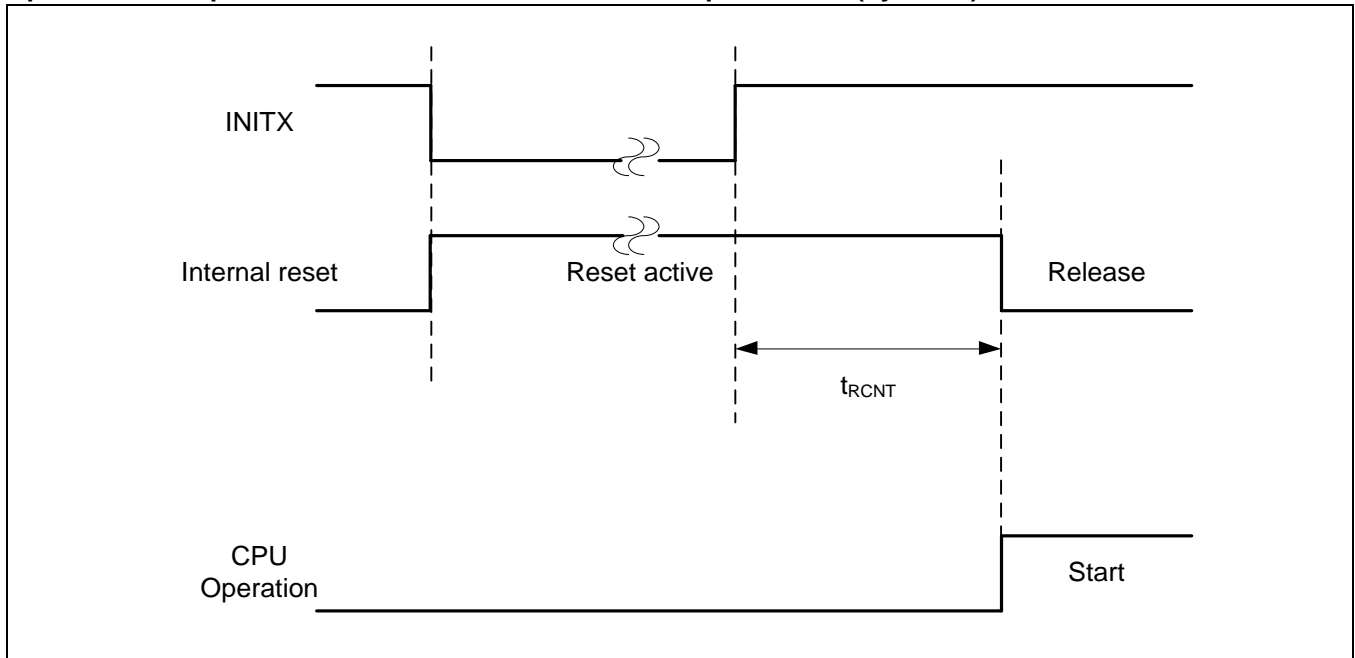 INITX
Internal reset
Reset active
Release
tRCNT
CPU
Operation
Start